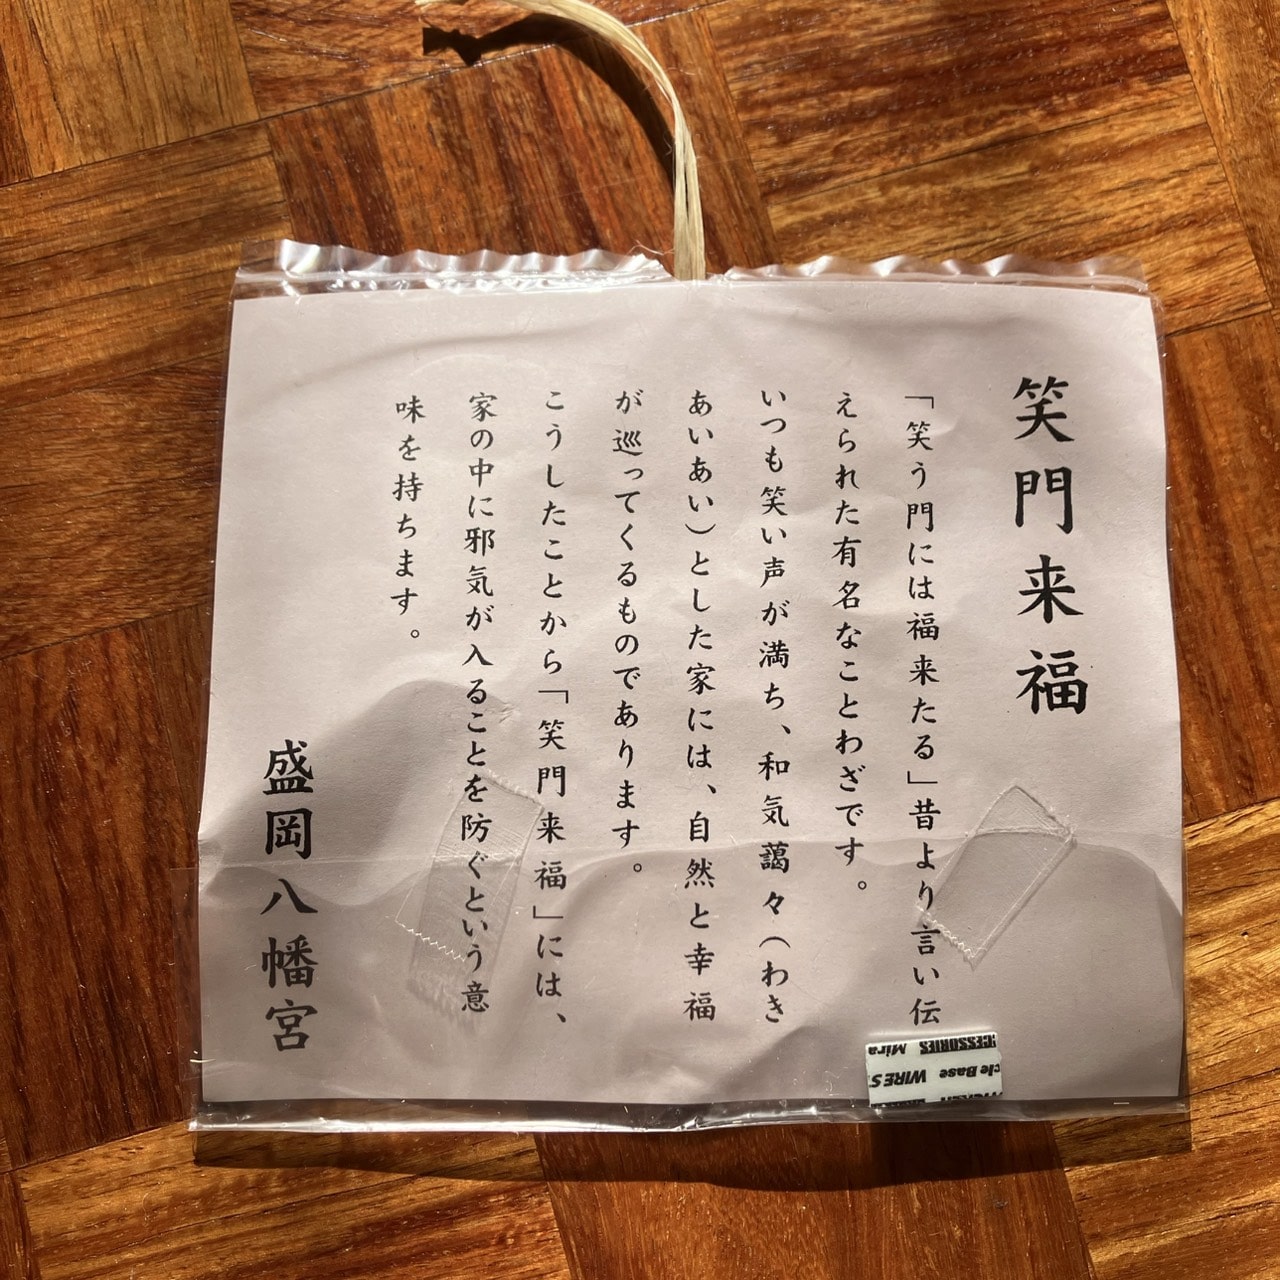 笑門来福
「笑う門には福来たる」昔より言い伝
えられた有名なことわざです。
いつも笑い声が満ち、和気藹々（わき
あいあい）とした家には、自然と幸福
が巡ってくるものであります。
こうしたことから「笑門来福」には、
家の中に邪気が入ることを防ぐという意
味を持ちます。
盛岡八幡宮
Mira
cle Base WIRES